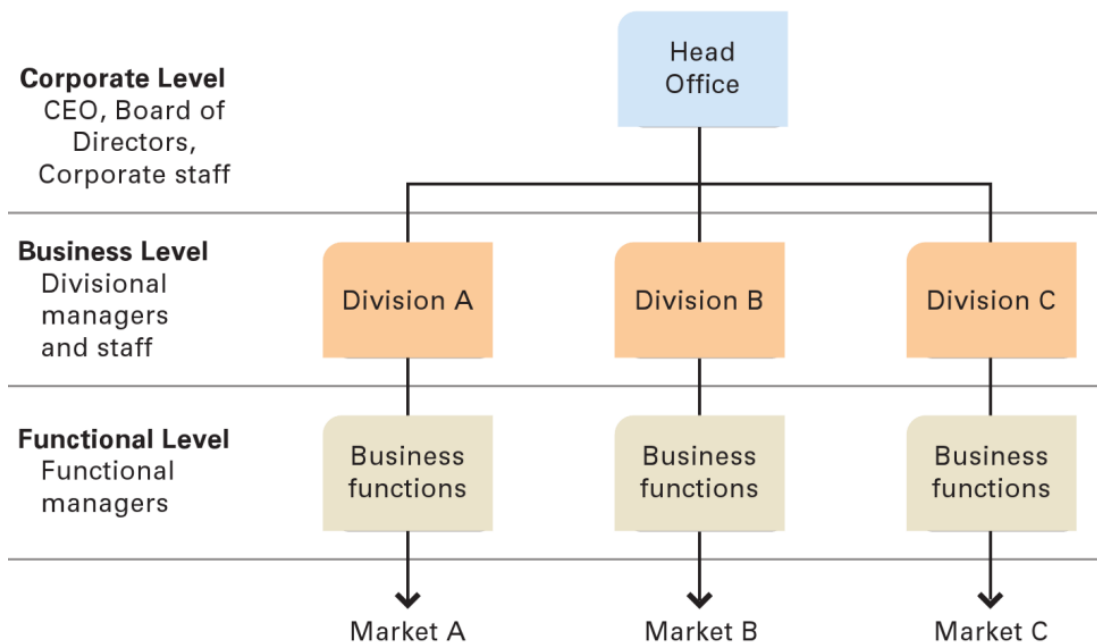 Head
Office
Corporate Level
CEO, Board of
Directors,
Corporate staff
Business Level
Divisional
managers
and staff
Division A
Division B
Division C
Functional Level
Functional
managers
Business
functions
Business
functions
Business
functions
Market A
Market B
Market C